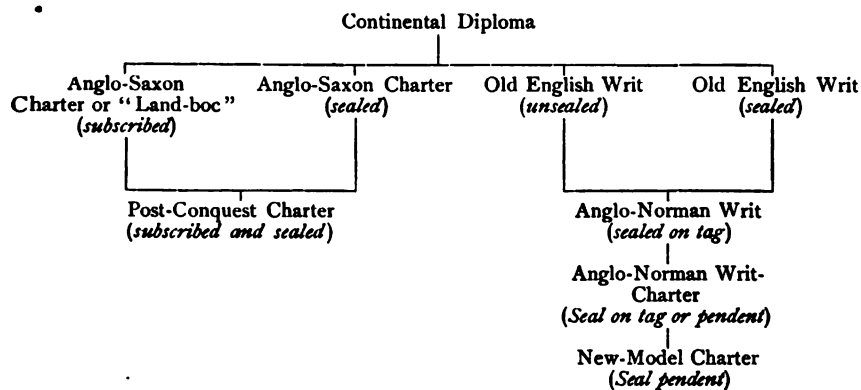 Continental Diploma
Anglo-Saxon
Charter or "Land-boc"
(subscribed)
Anglo-Saxon Charter
(sealed)
Old English Writ
(unsealed)
Old English Writ
(sealed)
Post-Conquest Charter
(subscribed and sealed)
Anglo-Norman Writ
(sealed on tag)
Anglo-Norman Writ-
Charter
(Seal on tag or pendent)
New-Model Charter
(Seal pendent)